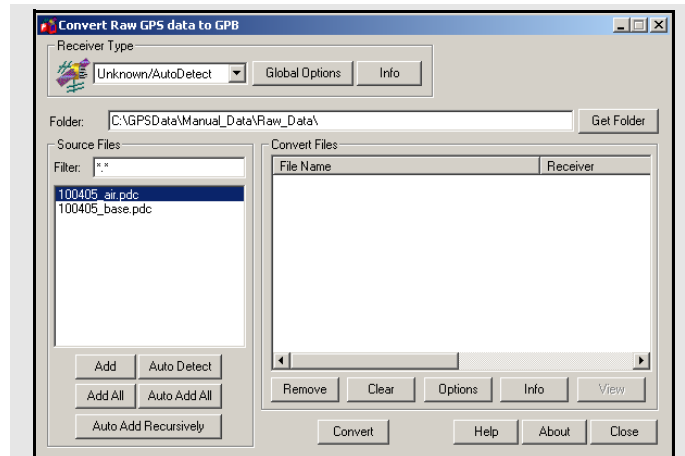 Convert Raw GPS data to GPB
Receiver Type
Unknown/AutoDetect
Global Options
Info
Folder:
C:\GPSData\Manual_Data\Raw_Data\
Get Folder
Source Files
Filter:
*.*
100405_air.pdc
100405_base.pdc
Add
Auto Detect
Add All
Auto Add All
Auto Add Recursively
Convert Files
File Name
Receiver
Remove
Clear
Options
Info
View
Convert
Help
About
Close